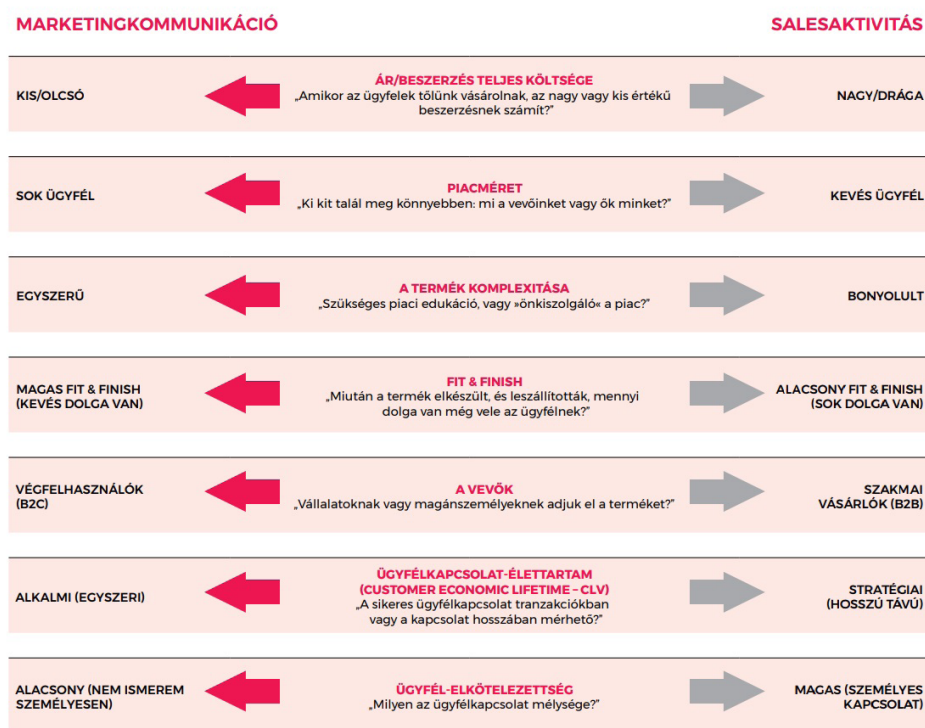 MARKETINGKOMMUNIKÁCIÓ
SALESAKTIVITÁS
KIS/OLCSÓ
ÁR/BESZERZÉS TELJES KÖLTSÉGE
„Amikor az ügyfelek tőlünk vásárolnak, az nagy vagy kis értékű
beszerzésnek számít?”
NAGY/DRÁGA
SOK ÜGYFÉL
PIACMÉRET
„Ki kit talál meg könnyebben: mi a vevőinket vagy ők minket?”
KEVÉS ÜGYFÉL
EGYSZERŰ
A TERMÉK KOMPLEXITÁSA
„Szükséges piaci edukáció, vagy »önkiszolgáló« a piac?”
BONYOLULT
MAGAS FIT & FINISH
(KEVÉS DOLGA VAN)
FIT & FINISH
„Miután a termék elkészült, és leszállították, mennyi
dolga van még vele az ügyfélnek?”
ALACSONY FIT & FINISH
(SOK DOLGA VAN)
VÉGFELHASZNÁLÓK
(B2C)
A VEVŐK
„Vállalatoknak vagy magánszemélyeknek adjuk el a terméket?”
SZAKMAI
VÁSÁRLÓK (B2B)
ALKALMI (EGYSZERI)
ÜGYFÉLKAPCSOLAT-ÉLETTARTAM
(CUSTOMER ECONOMIC LIFETIME – CLV)
„A sikeres ügyfélkapcsolat tranzakciókban
vagy a kapcsolat hosszában mérhető?”
STRATÉGIAI
(HOSSZÚ TÁVÚ)
ALACSONY (NEM ISMEREM
SZEMÉLYESEN)
ÜGYFÉL-ELKÖTELEZETTSÉG
„Milyen az ügyfélkapcsolat mélysége?”
MAGAS (SZEMÉLYES
KAPCSOLAT)